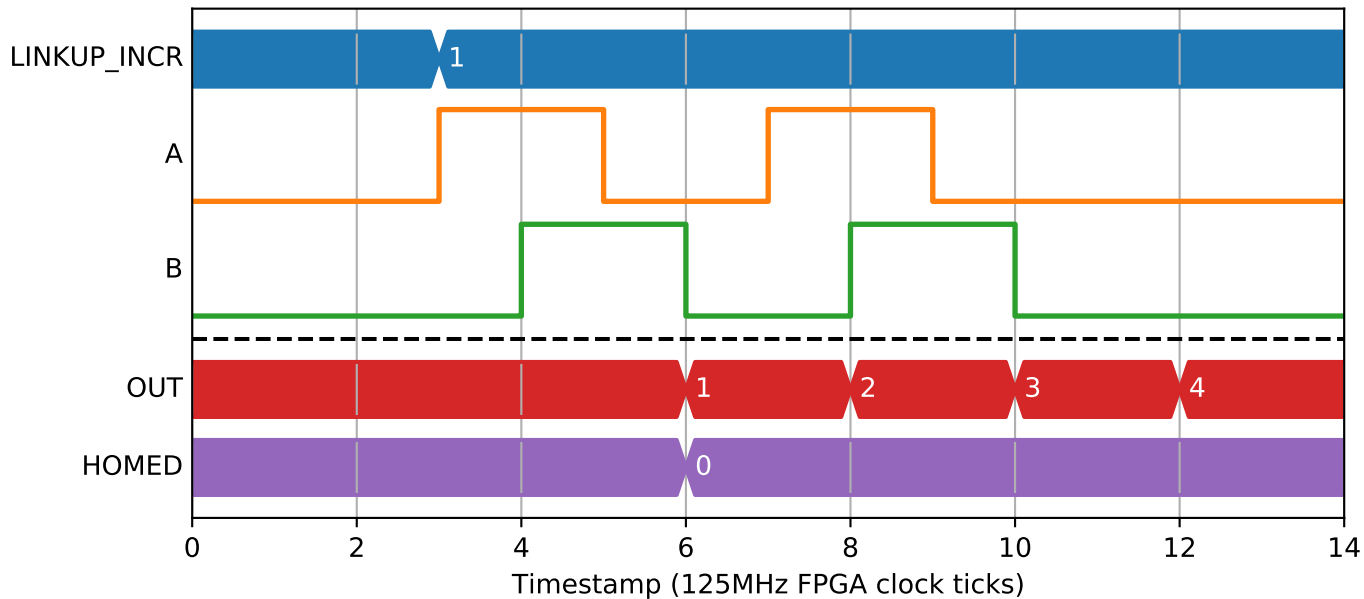 LINKUP_INCR
1
A
B
OUT
1 2 3 4
HOMED
0
0 2 4 6 8 10 12 14
Timestamp (125MHz FPGA clock ticks)